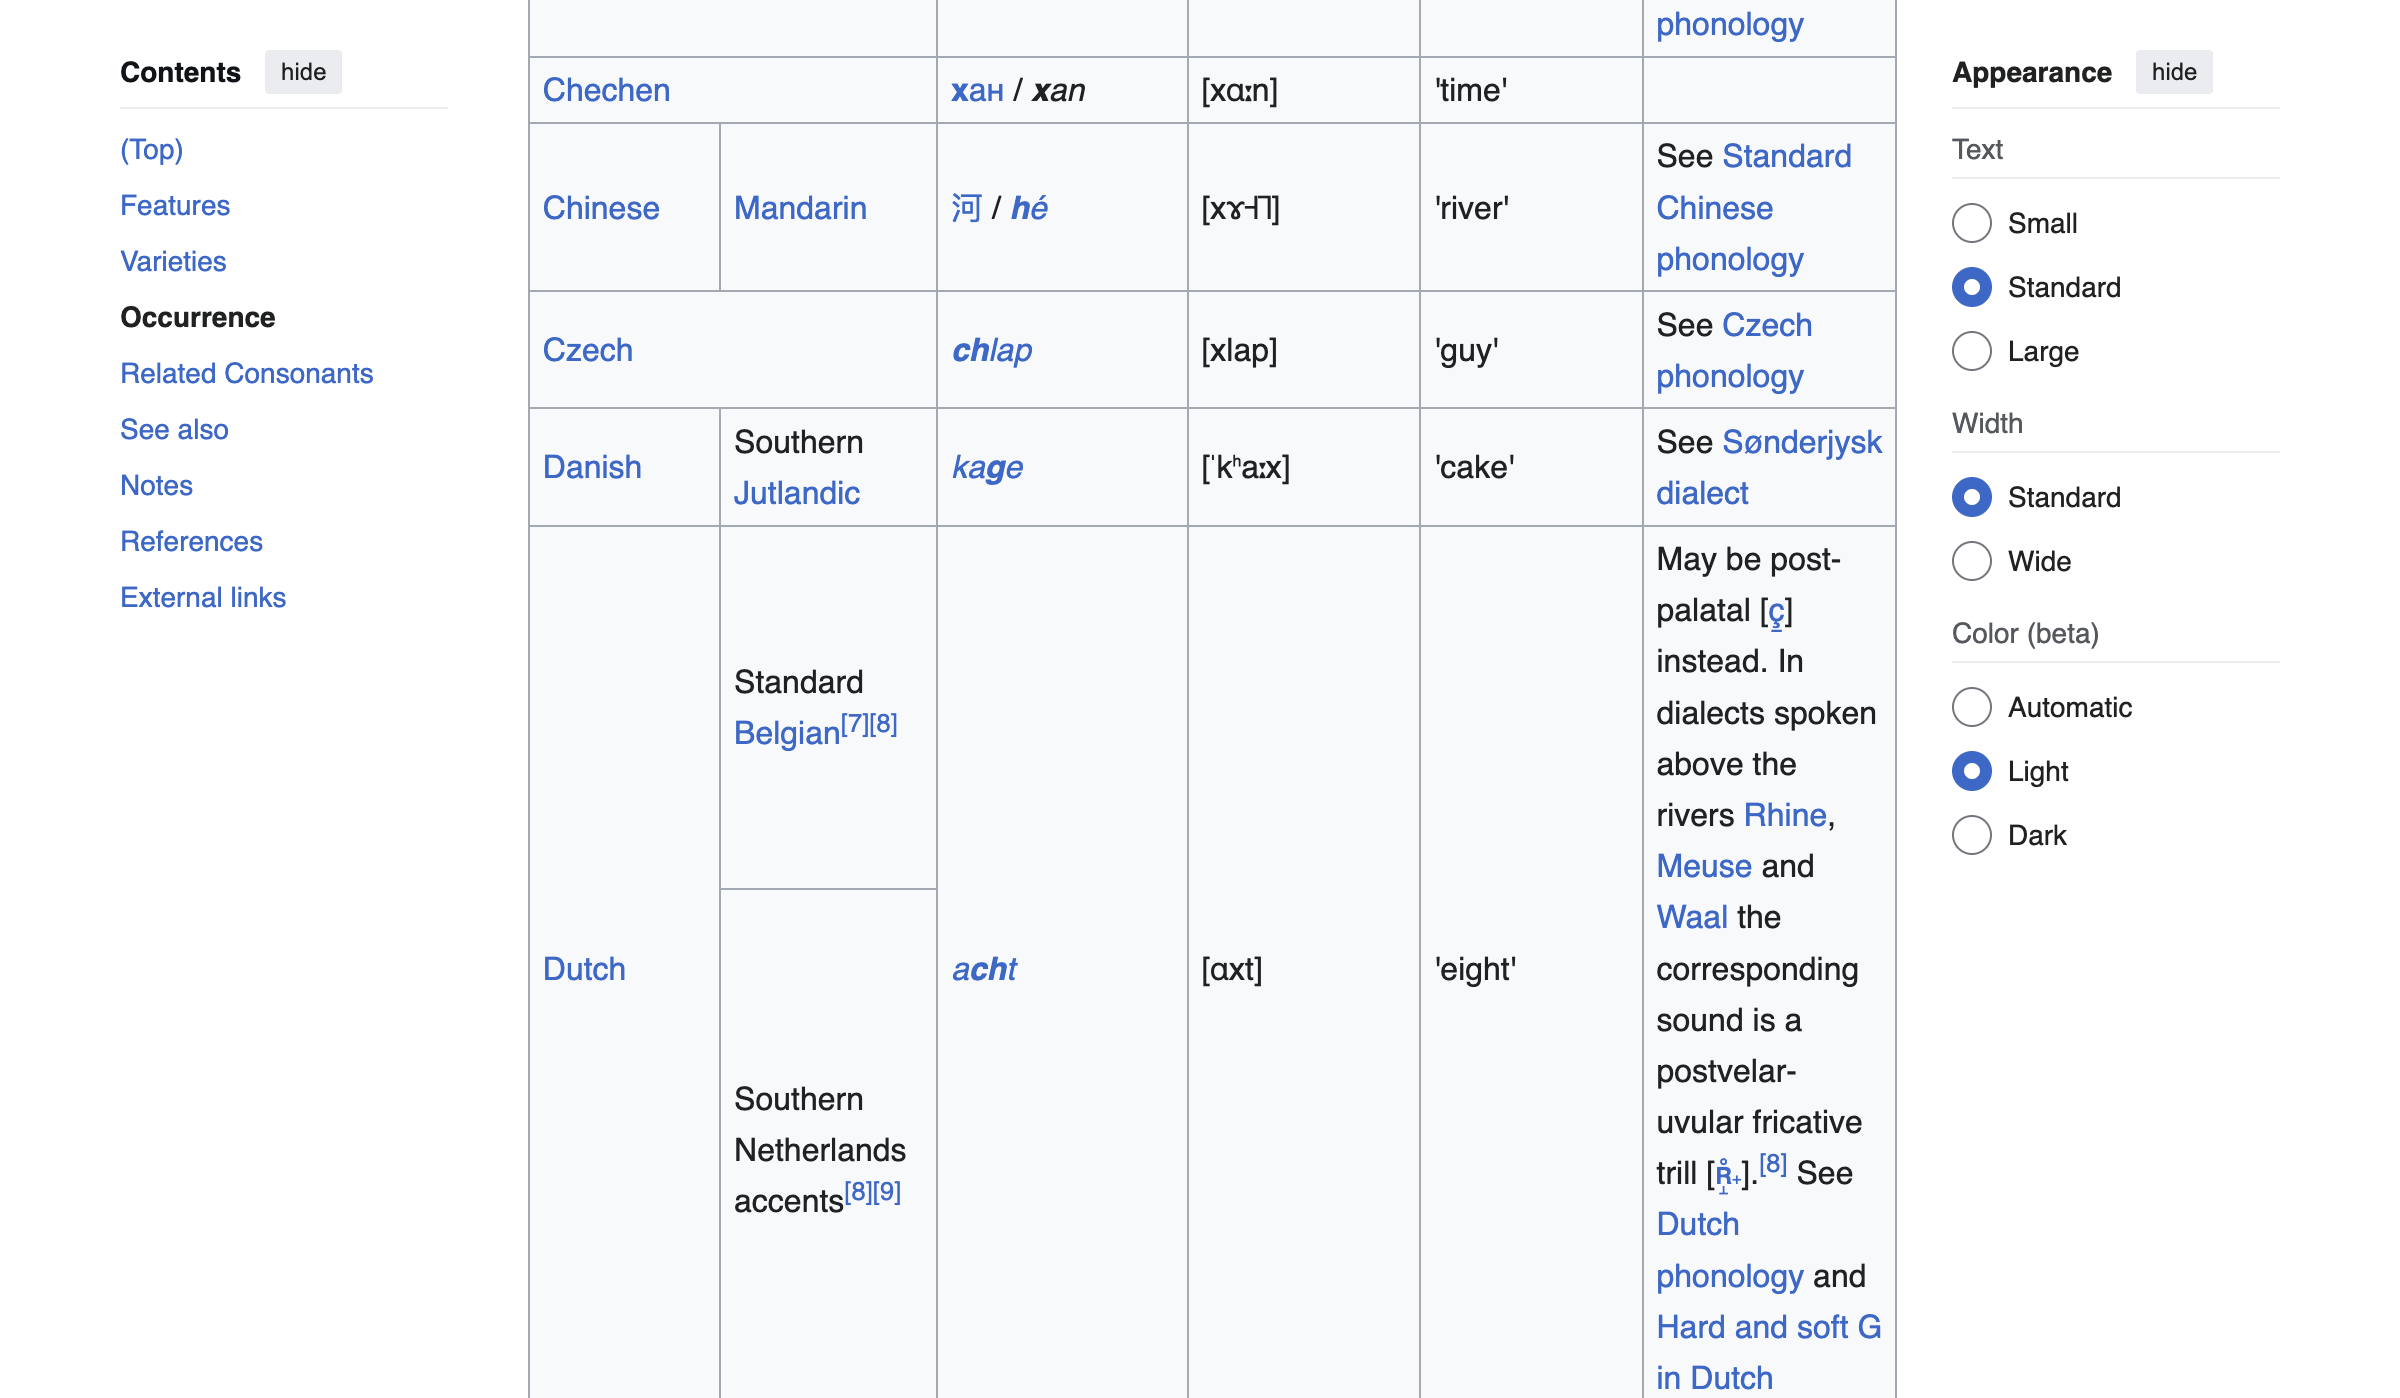 Contents hide
(Top)
Features
Varieties
Occurrence
Related Consonants
See also
Notes
References
External links
phonology
Chechen хан / xan [xɑːn] 'time'
Chinese Mandarin 河 / hé [xɤ˧˥] 'river' See Standard
Chinese
phonology
Czech chlap [xlap] 'guy' See Czech
phonology
Danish Southern
Jutlandic kage [ˈkʰaːx] 'cake' See Sønderjysk
dialect
Dutch Standard
Belgian[7][8]
Southern
Netherlands
accents[8][9]
acht [ɑxt] 'eight'
May be post-
palatal [ç̠]
instead. In
dialects spoken
above the
rivers Rhine,
Meuse and
Waal the
corresponding
sound is a
postvelar-
uvular fricative
trill [ʀ̝̊˖].[8] See
Dutch
phonology and
Hard and soft G
in Dutch
Appearance hide
Text
Small
Standard
Large
Width
Standard
Wide
Color (beta)
Automatic
Light
Dark